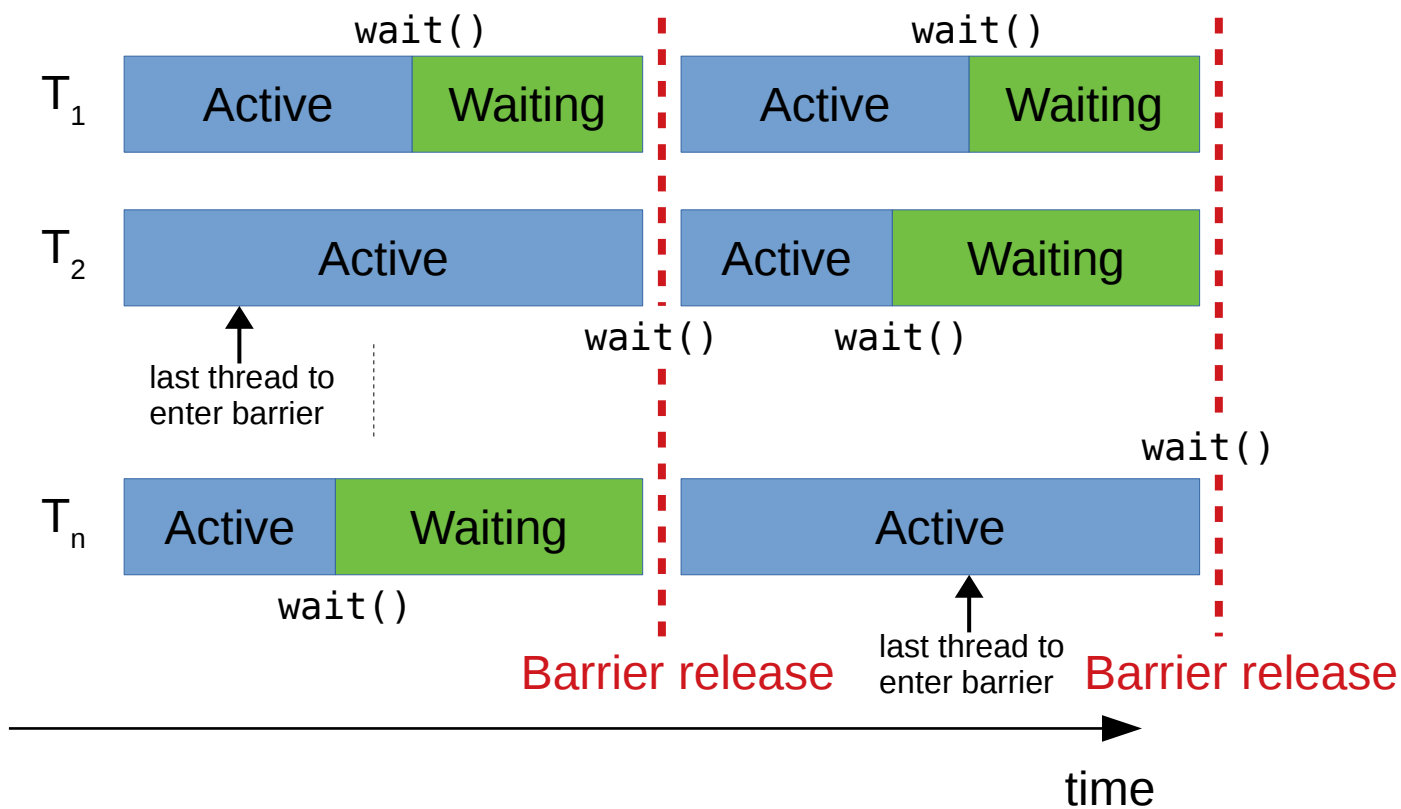 wait() wait()
T1 Active Waiting Active Waiting
T2 Active Active Waiting
wait() wait()
last thread to
enter barrier
wait()
Tn Active Waiting Active
wait()
last thread to
enter barrier
Barrier release Barrier release
time